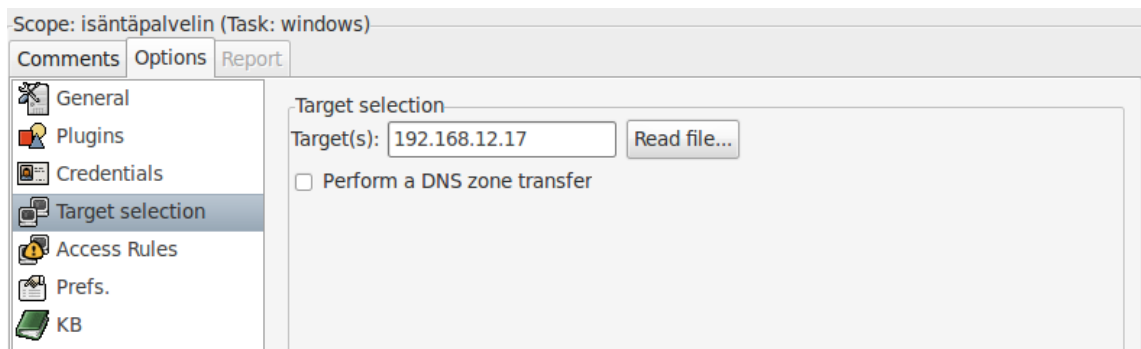 Scope: isäntäpalvelin (Task: windows)
Comments Options Report
General
Plugins
Credentials
Target selection
Access Rules
Prefs.
KB
Target selection
Target(s): 192.168.12.17 Read file...
Perform a DNS zone transfer